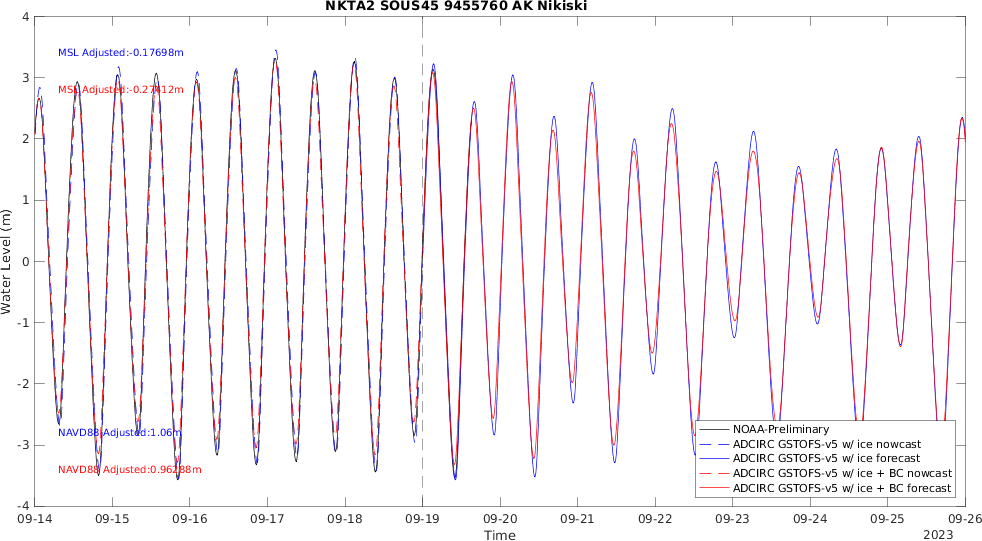 NKTA2 SOUS45 9455760 AK Nikiski
Water Level (m)
4
3
2
1
0
-1
-2
-3
-4
MSL Adjusted:-0.17698m
MSL Adjusted:-0.27412m
NAVD88 Adjusted:1.06m
NAVD88 Adjusted:0.96288m
NOAA-Preliminary
ADCIRC GSTOFS-v5 w/ ice nowcast
ADCIRC GSTOFS-v5 w/ ice forecast
ADCIRC GSTOFS-v5 w/ ice + BC nowcast
ADCIRC GSTOFS-v5 w/ ice + BC forecast
09-14 09-15 09-16 09-17 09-18 09-19 09-20 09-21 09-22 09-23 09-24 09-25 09-26
Time
2023